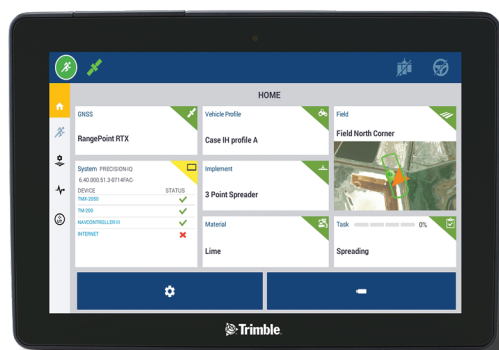 HOME
GNSS
RangePoint RTX
Vehicle Profile
Case IH profile A
Field
Field North Corner
System PRECISION-IQ
6.40.000.51.3-0714FAC-
DEVICE STATUS
TMX-2050
TM-200
NAVCONTROLLER III
INTERNET
Implement
3 Point Spreader
Material
Lime
Task 0%
Spreading
Trimble